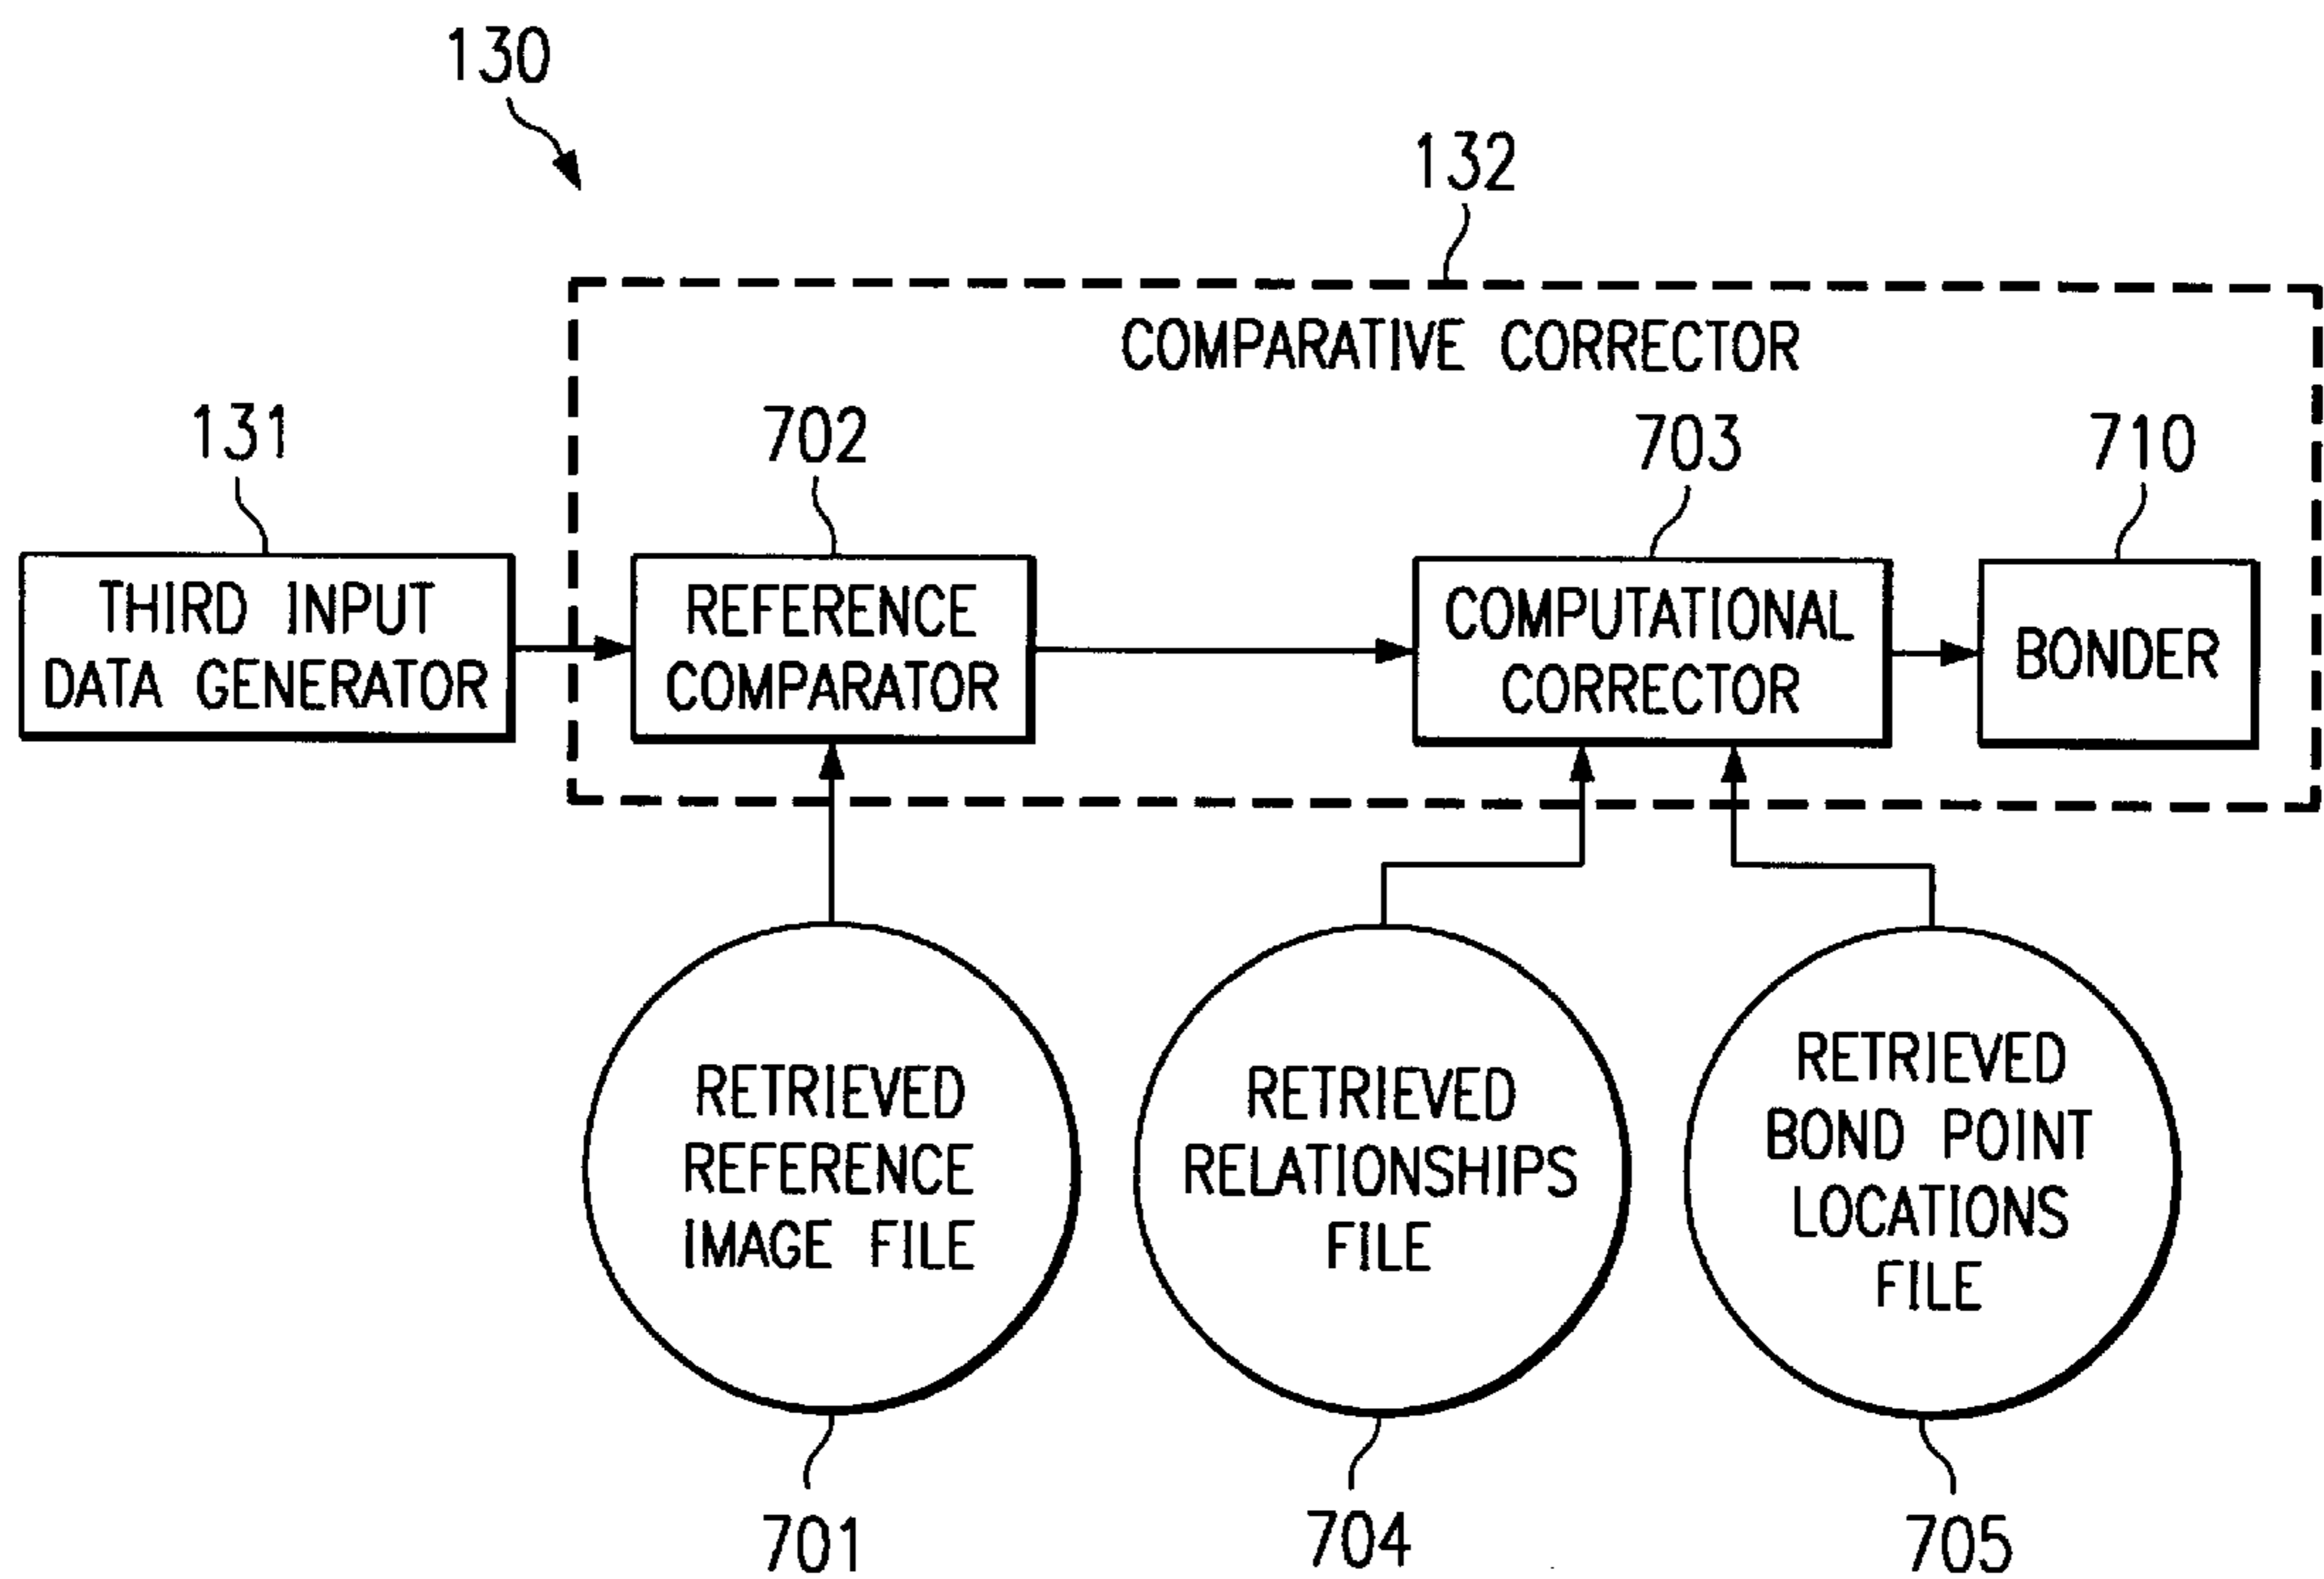 130
132
COMPARATIVE CORRECTOR
131
702
703
710
THIRD INPUT
DATA GENERATOR
REFERENCE
COMPARATOR
COMPUTATIONAL
CORRECTOR
BONDER
RETRIEVED
REFERENCE
IMAGE FILE
RETRIEVED
RELATIONSHIPS
FILE
RETRIEVED
BOND POINT
LOCATIONS
FILE
701
704
705